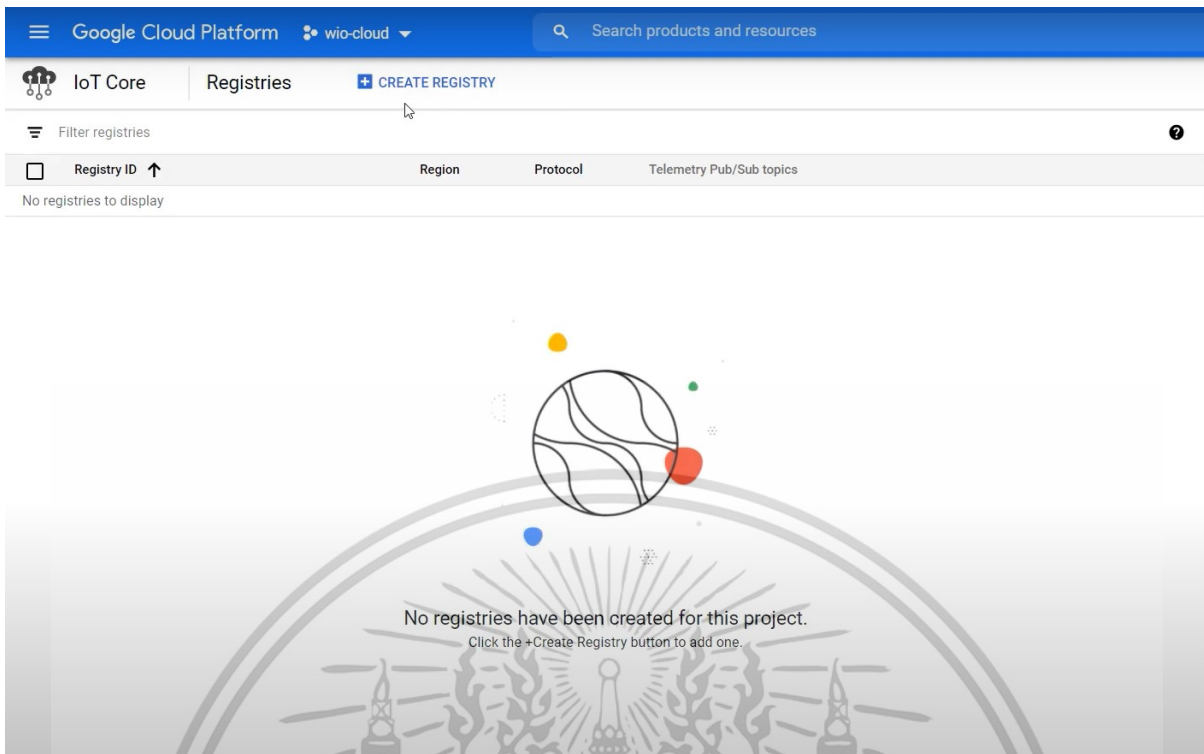 Google Cloud Platform wio-cloud Search products and resources
IoT Core Registries CREATE REGISTRY
Filter registries
Registry ID Region Protocol Telemetry Pub/Sub topics
No registries to display
No registries have been created for this project.
Click the +Create Registry button to add one.